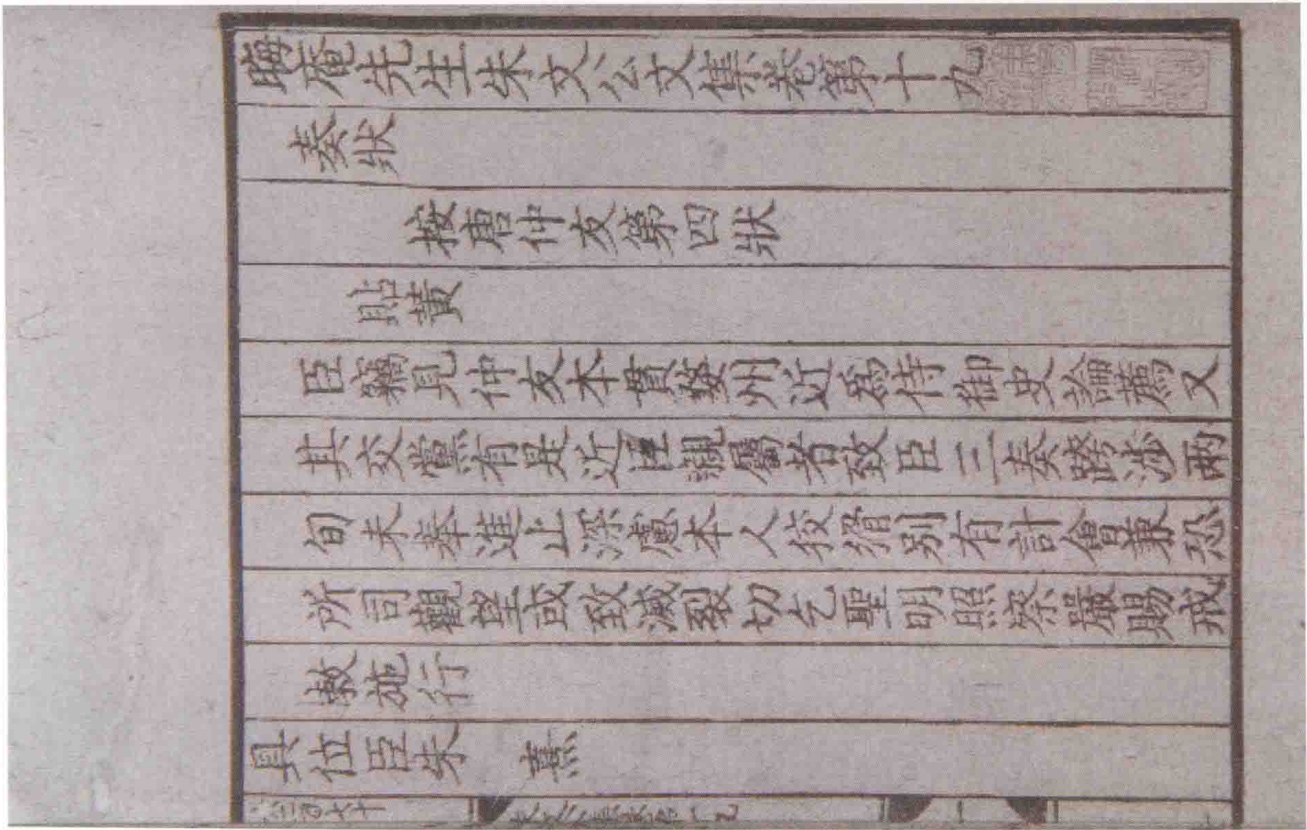 晦庵先生朱文公文集卷第十九
奏狀
按唐仲友第四狀
貼黃
臣竊見仲友本貫婺州近爲侍御史論薦又
其交黨有是近臣親屬者致臣三奏跨涉兩
旬未奉進止深慮本人狡猾別有計會兼恐
所司觀望或致滅裂切乞聖明照察嚴賜戒
敕施行
具位臣朱 熹